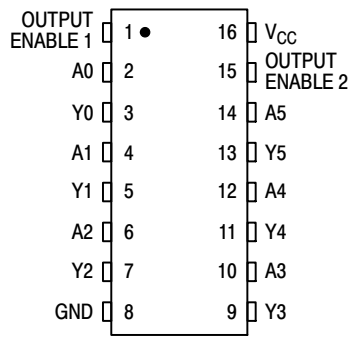 OUTPUT
ENABLE 1 1 16 VCC
A0 2 15 OUTPUT
ENABLE 2
Y0 3 14 A5
A1 4 13 Y5
Y1 5 12 A4
A2 6 11 Y4
Y2 7 10 A3
GND 8 9 Y3